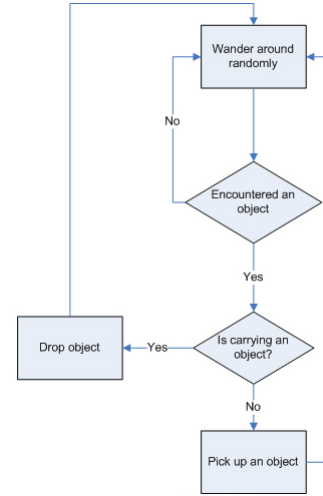 Wander around
randomly
No
Encountered an
object
Yes
Is carrying an
object?
Yes
Drop object
No
Pick up an object